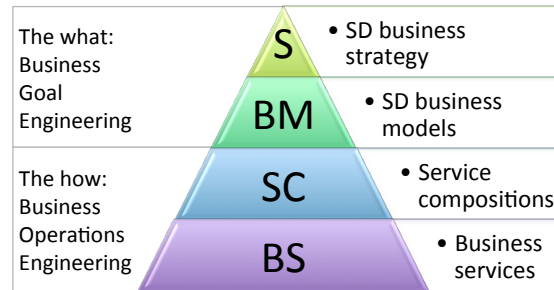 The what:
Business
Goal
Engineering
S
• SD business
strategy
BM
• SD business
models
The how:
Business
Operations
Engineering
SC
• Service
compositions
BS
• Business
services